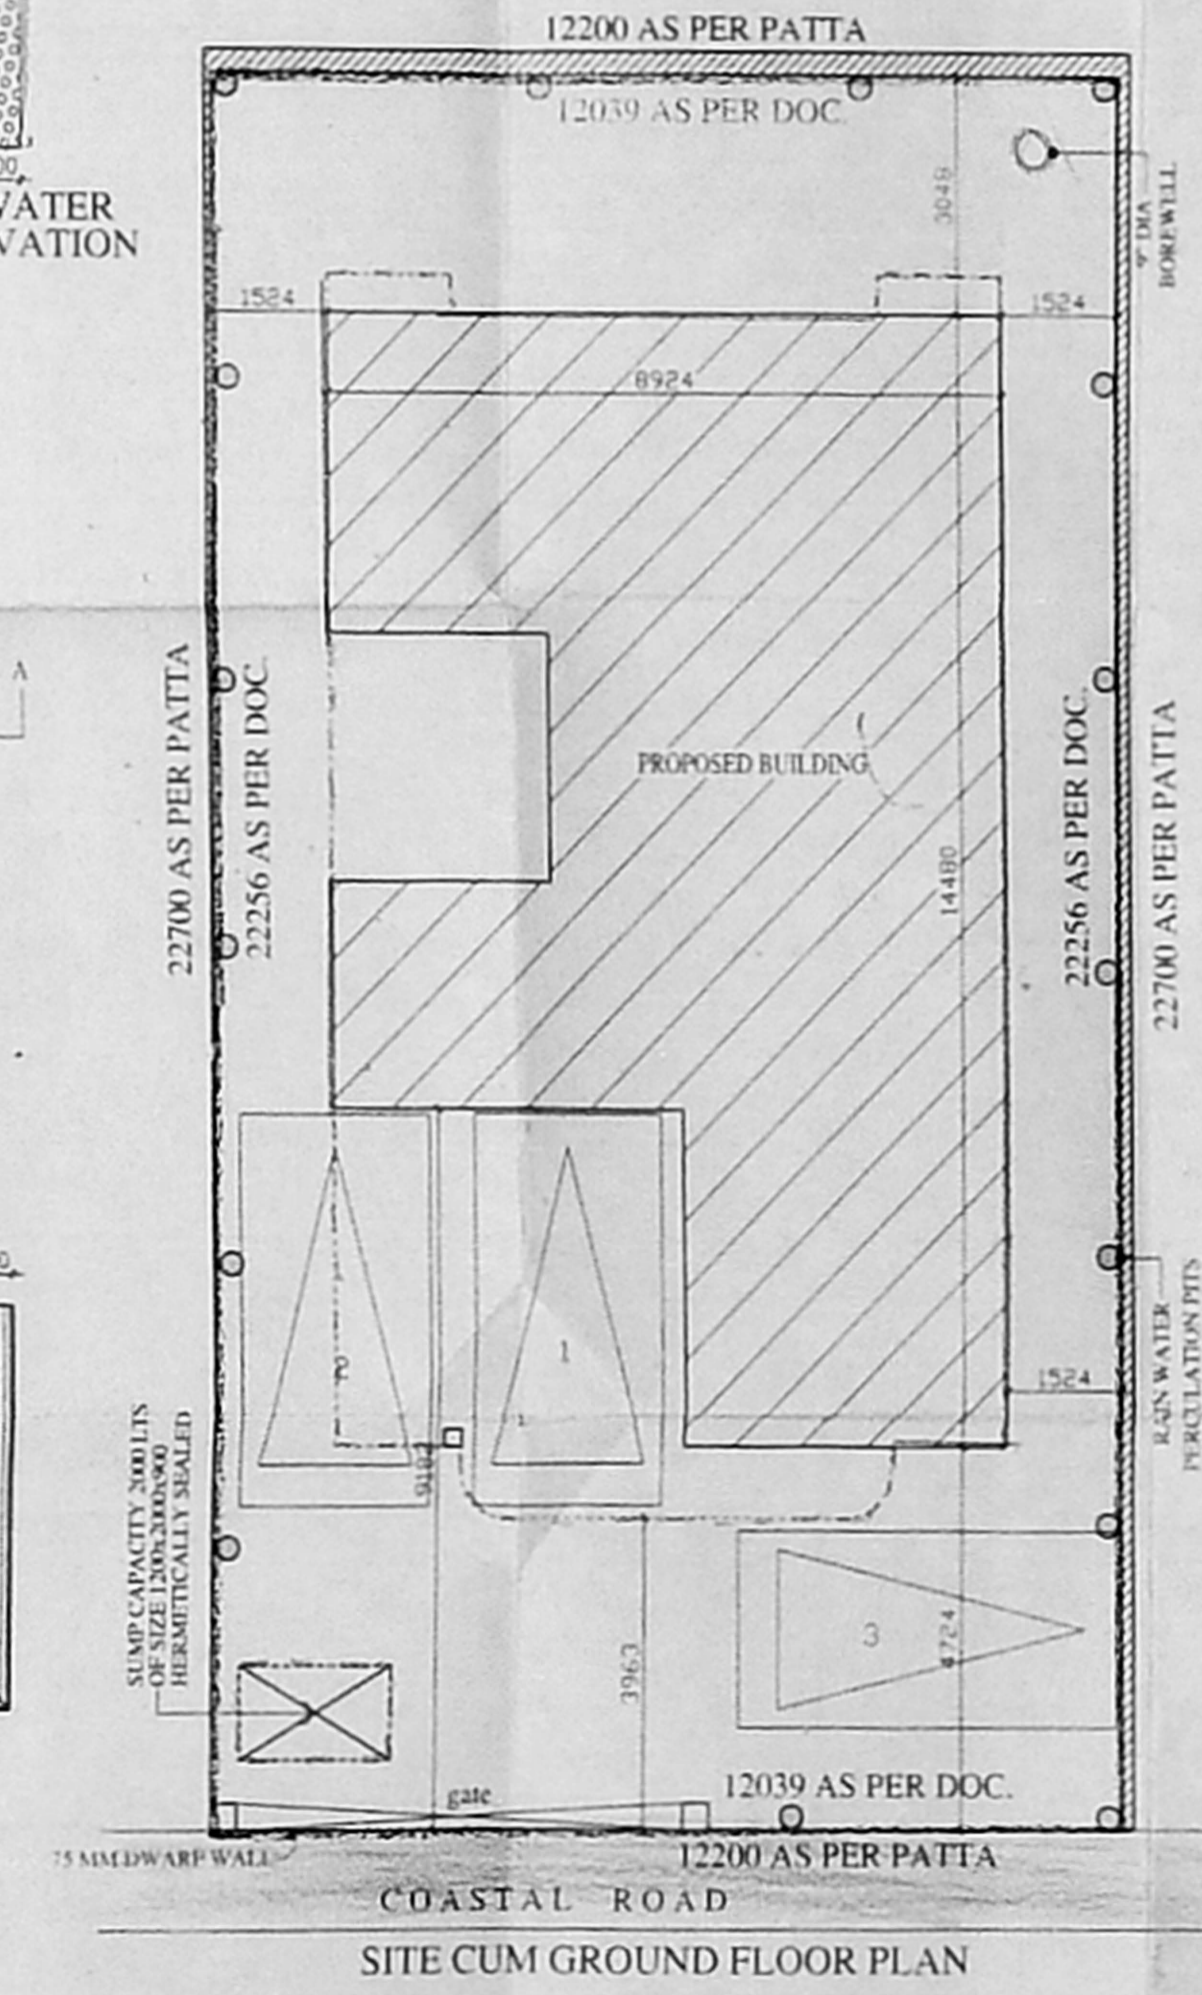 12200 AS PER PATTA
12039 AS PER DOC.
00
WATER
VATION
3048
9" DIA
BOREWELL
1524
1524
8924
A
22700 AS PER PATTA
22256 AS PER DOC.
PROPOSED BUILDING
14480
22256 AS PER DOC.
22700 AS PER PATTA
2
1
1524
RAIN WATER
PERCULATION PITS
9182
SUMP CAPACITY 2000 LTS
OF SIZE 1200x2000x900
HERMETICALLY SEALED
3963
3
4724
12039 AS PER DOC.
gate
12200 AS PER PATTA
75 MM DWARF WALL
COASTAL ROAD
SITE CUM GROUND FLOOR PLAN